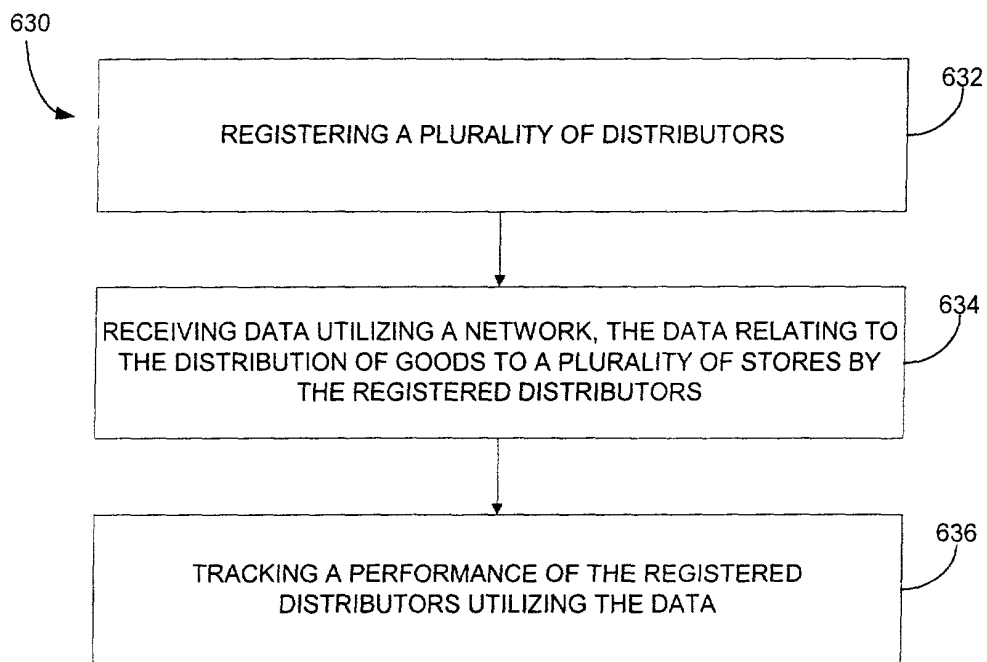 630
632
REGISTERING A PLURALITY OF DISTRIBUTORS
634
RECEIVING DATA UTILIZING A NETWORK, THE DATA RELATING TO
THE DISTRIBUTION OF GOODS TO A PLURALITY OF STORES BY
THE REGISTERED DISTRIBUTORS
636
TRACKING A PERFORMANCE OF THE REGISTERED
DISTRIBUTORS UTILIZING THE DATA